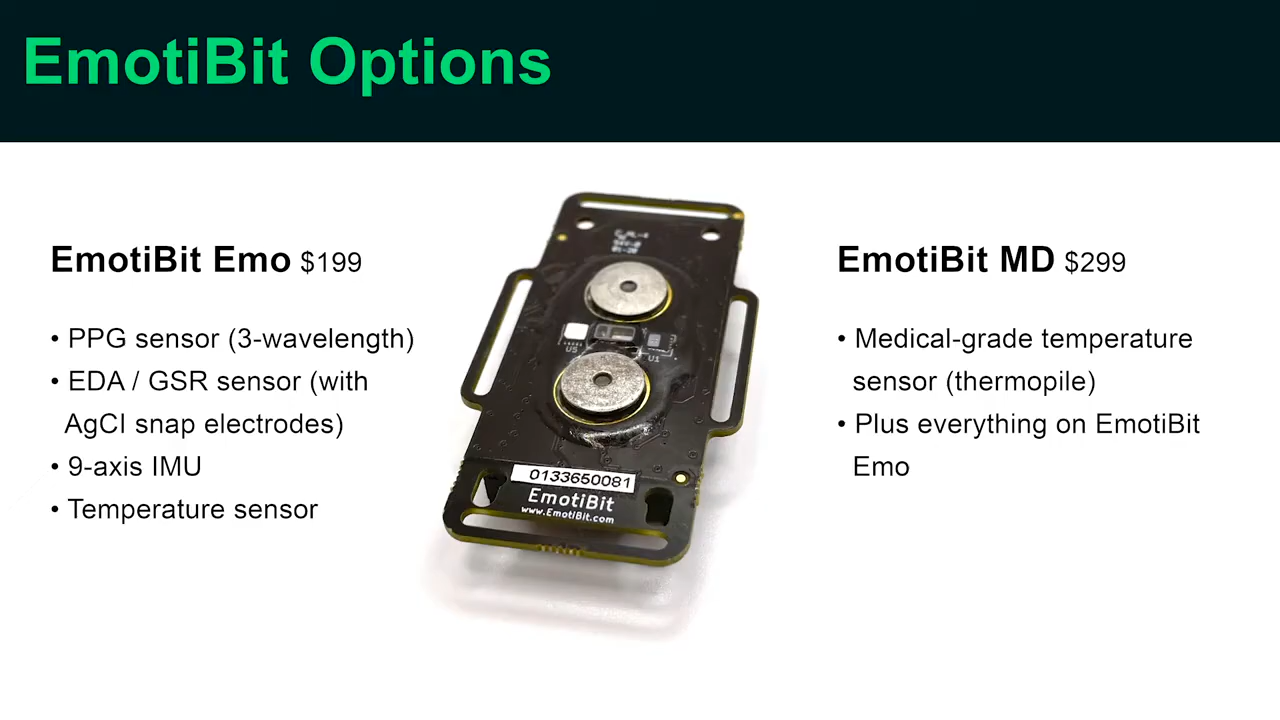 EmotiBit Options
EmotiBit Emo $199
• PPG sensor (3-wavelength)
• EDA / GSR sensor (with
AgCl snap electrodes)
• 9-axis IMU
• Temperature sensor
U5
U1
0133650081
EmotiBit
www.EmotiBit.com
EmotiBit MD $299
• Medical-grade temperature
sensor (thermopile)
• Plus everything on EmotiBit
Emo